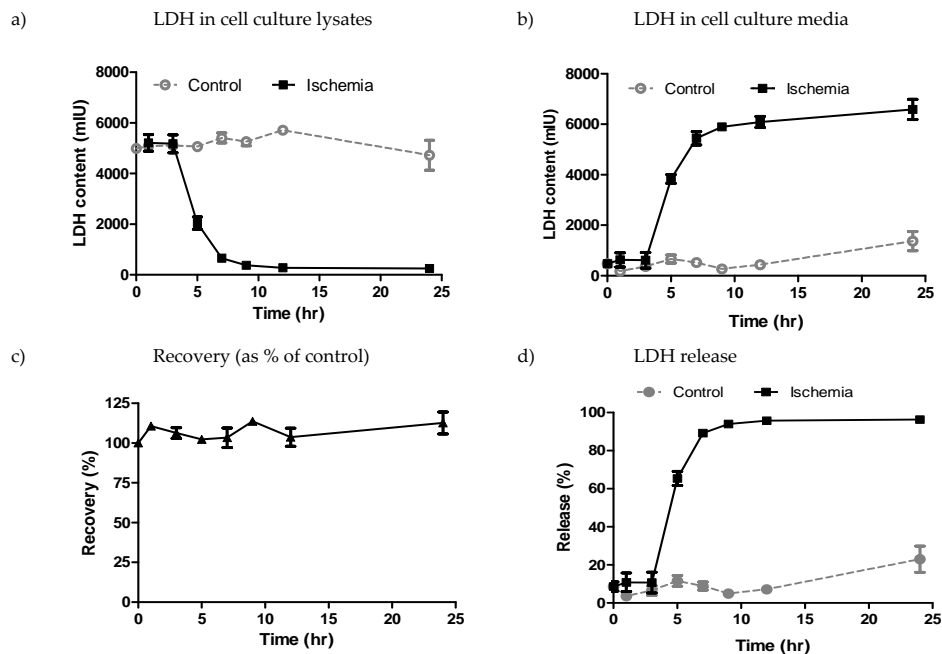 a) LDH in cell culture lysates
Control Ischemia
8000
6000
4000
2000
0
LDH content (mIU)
0 5 10 15 20 25
Time (hr)
b) LDH in cell culture media
Control Ischemia
8000
6000
4000
2000
0
LDH content (mIU)
0 5 10 15 20 25
Time (hr)
c) Recovery (as % of control)
125
100
75
50
25
0
Recovery (%)
0 5 10 15 20 25
Time (hr)
d) LDH release
Control Ischemia
100
80
60
40
20
0
Release (%)
0 5 10 15 20 25
Time (hr)